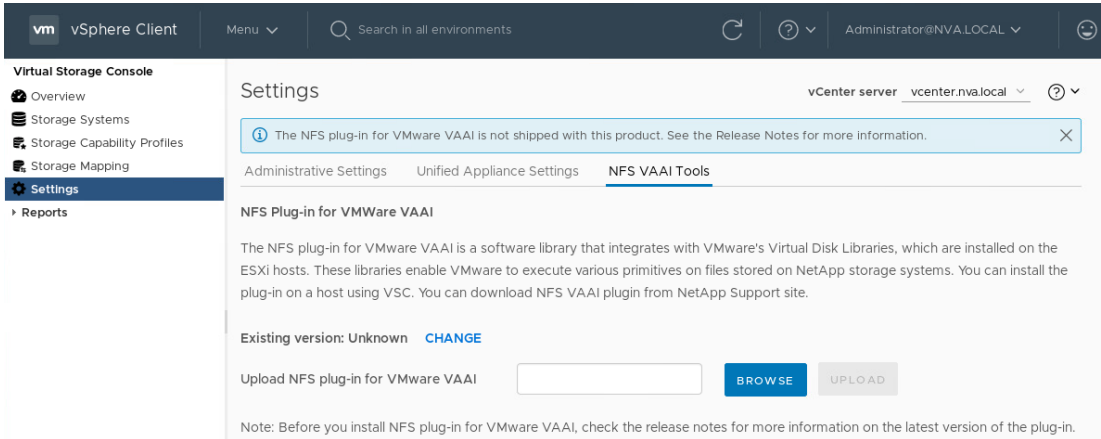 vm vSphere Client Menu Search in all environments Administrator@NVA.LOCAL
Virtual Storage Console
Overview
Storage Systems
Storage Capability Profiles
Storage Mapping
Settings
Reports
Settings
vCenter server vcenter.nva.local
The NFS plug-in for VMware VAAI is not shipped with this product. See the Release Notes for more information.
Administrative Settings Unified Appliance Settings NFS VAAI Tools
NFS Plug-in for VMWare VAAI
The NFS plug-in for VMware VAAI is a software library that integrates with VMware's Virtual Disk Libraries, which are installed on the
ESXi hosts. These libraries enable VMware to execute various primitives on files stored on NetApp storage systems. You can install the
plug-in on a host using VSC. You can download NFS VAAI plugin from NetApp Support site.
Existing version: Unknown CHANGE
Upload NFS plug-in for VMware VAAI BROWSE UPLOAD
Note: Before you install NFS plug-in for VMware VAAI, check the release notes for more information on the latest version of the plug-in.